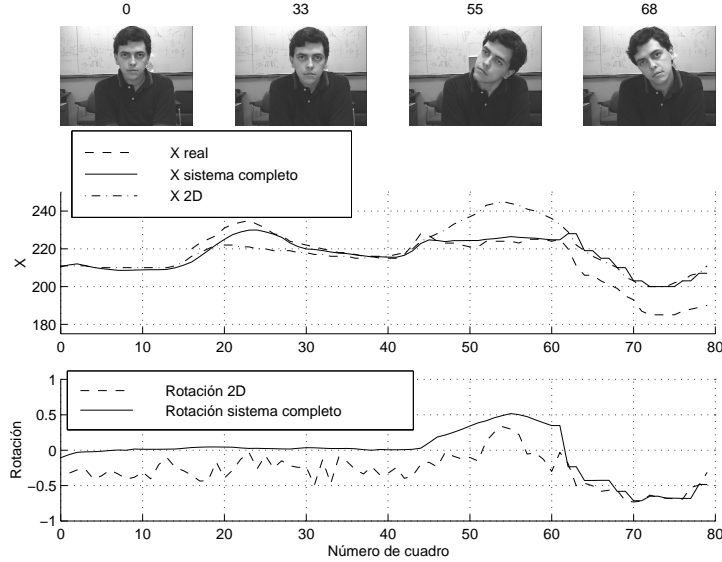 0 33 55 68
X real
X sistema completo
X 2D
240
220
200
180
X
0 10 20 30 40 50 60 70 80
1
0.5
0
−0.5
−1
Rotación
Rotación 2D
Rotación sistema completo
0 10 20 30 40 50 60 70 80
Número de cuadro